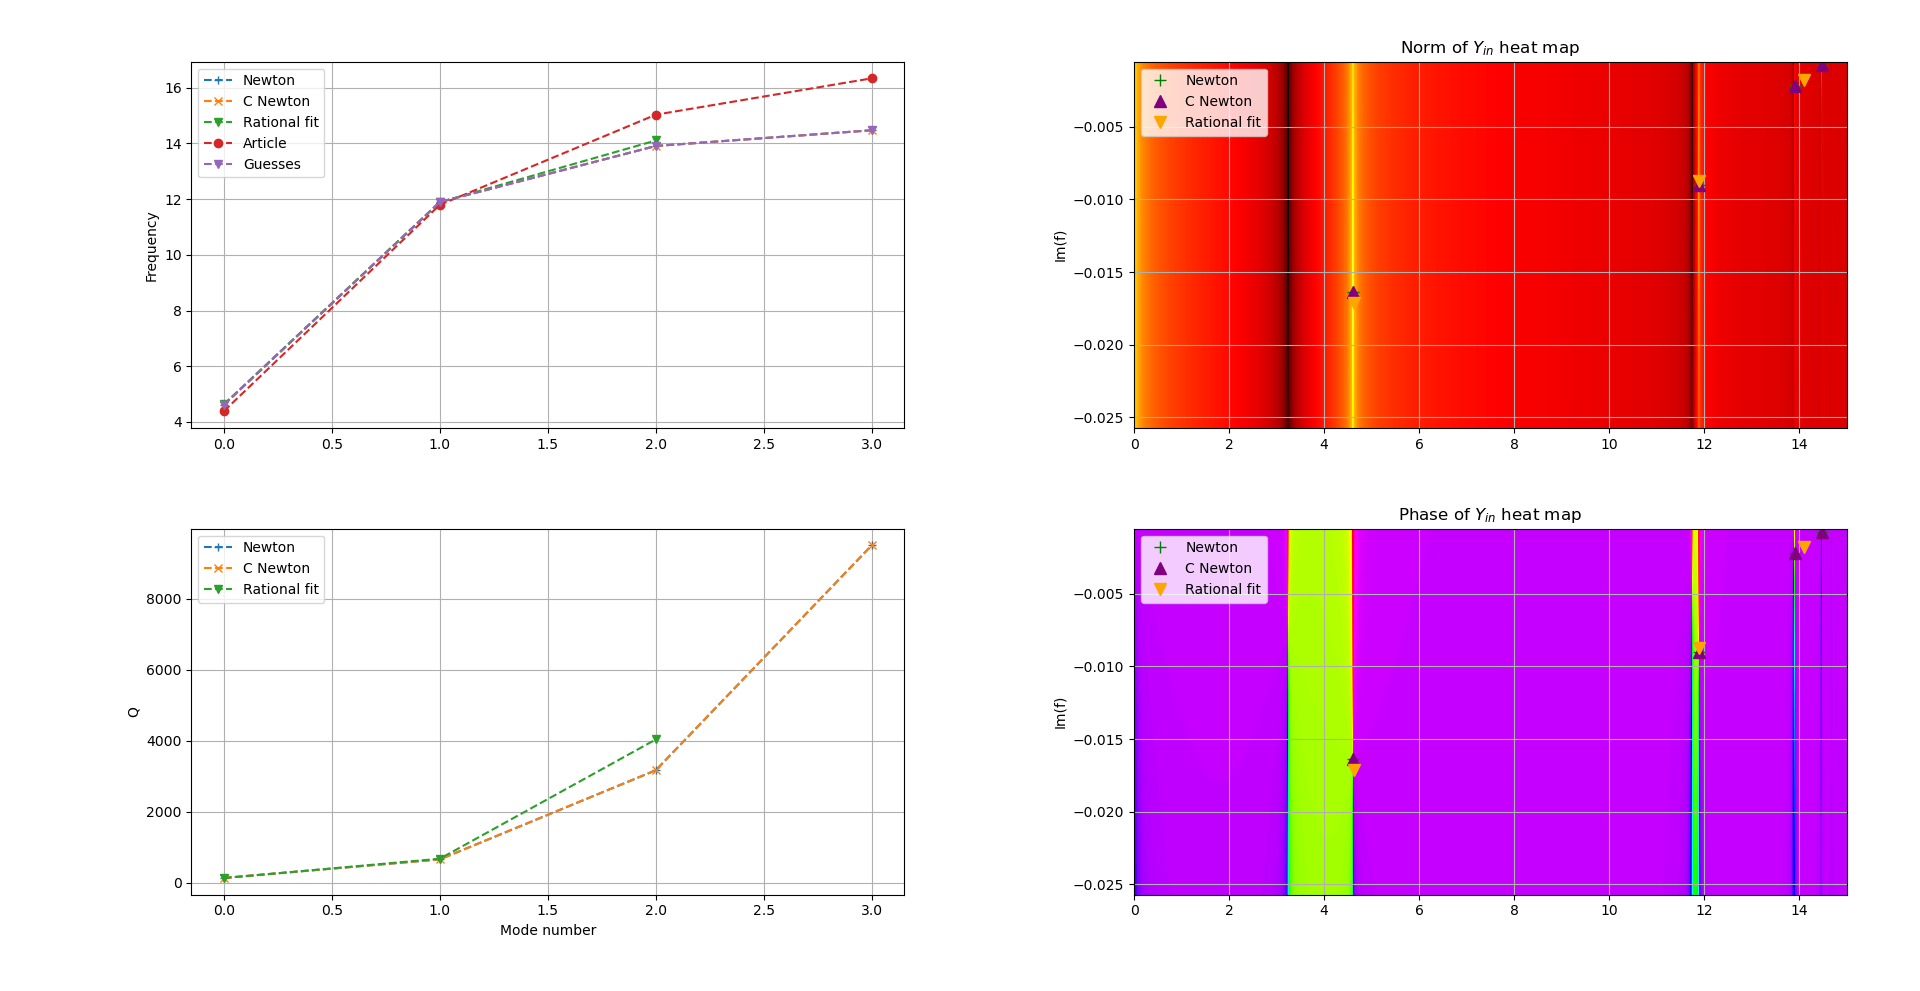 Newton
C Newton
Rational fit
Article
Guesses
Frequency
16
14
12
10
8
6
4
0.0 0.5 1.0 1.5 2.0 2.5 3.0
Norm of Y_in heat map
Newton
C Newton
Rational fit
Im(f)
−0.005
−0.010
−0.015
−0.020
−0.025
0 2 4 6 8 10 12 14
Newton
C Newton
Rational fit
Q
8000
6000
4000
2000
0
0.0 0.5 1.0 1.5 2.0 2.5 3.0
Mode number
Phase of Y_in heat map
Newton
C Newton
Rational fit
Im(f)
−0.005
−0.010
−0.015
−0.020
−0.025
0 2 4 6 8 10 12 14